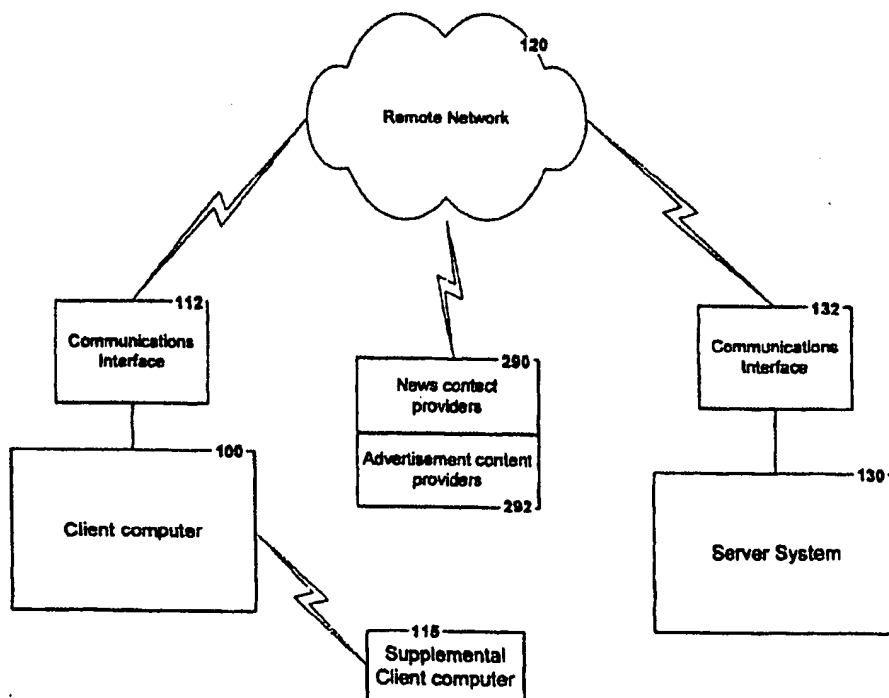 120
Remote Network
112
Communications
Interface
290
News contact
providers
Advertisement content
providers
292
132
Communications
Interface
100
Client computer
130
Server System
115
Supplemental
Client computer